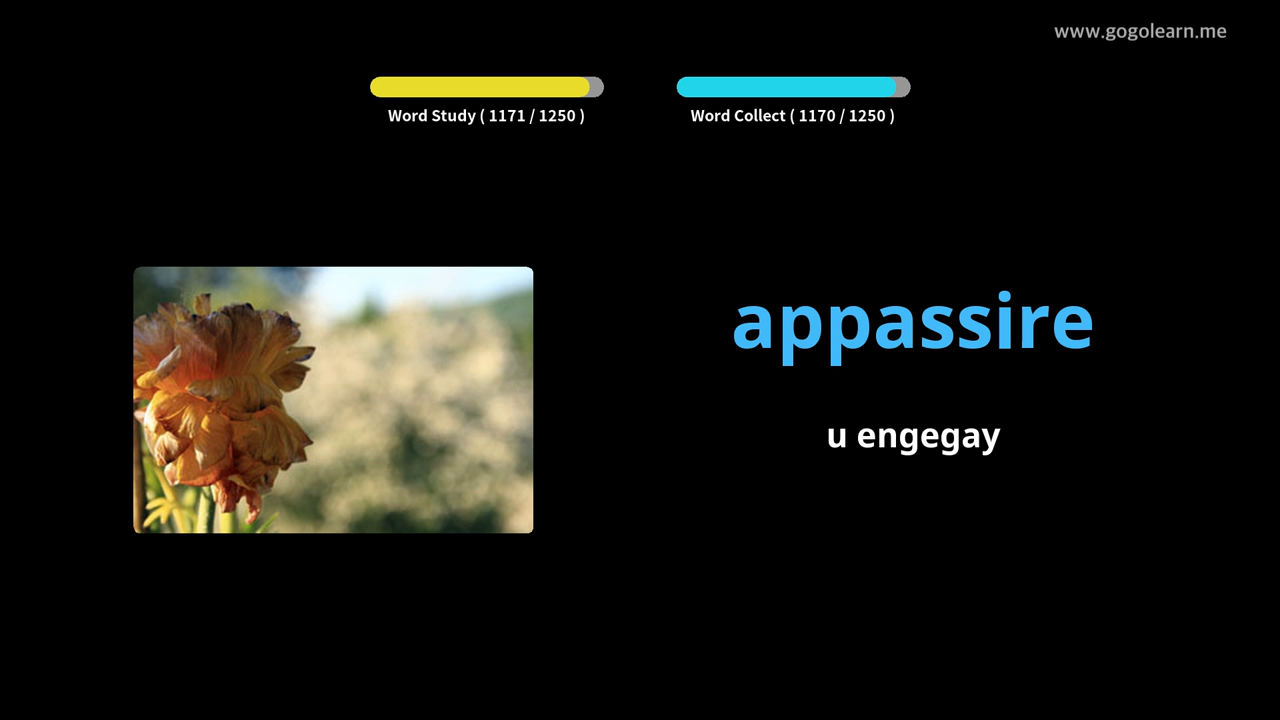 www.gogolearn.me
Word Study ( 1171 / 1250 )
Word Collect ( 1170 / 1250 )
appassire
u engegay